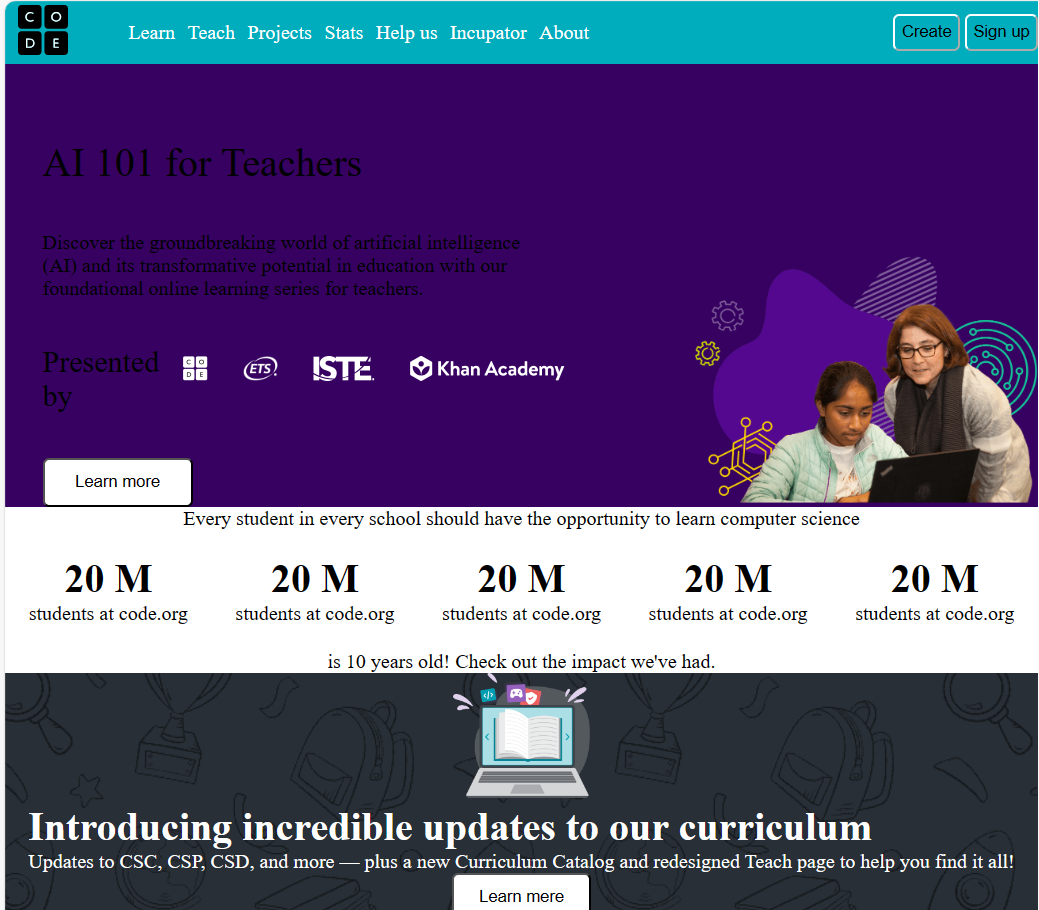 C O
D E
Learn Teach Projects Stats Help us Incupator About
Create Sign up
AI 101 for Teachers
Discover the groundbreaking world of artificial intelligence
(AI) and its transformative potential in education with our
foundational online learning series for teachers.
Presented
by
C O
D E
ETS
ISTE
Khan Academy
Learn more
Every student in every school should have the opportunity to learn computer science
20 M 20 M 20 M 20 M 20 M
students at code.org students at code.org students at code.org students at code.org students at code.org
is 10 years old! Check out the impact we've had.
Introducing incredible updates to our curriculum
Updates to CSC, CSP, CSD, and more — plus a new Curriculum Catalog and redesigned Teach page to help you find it all!
Learn mere